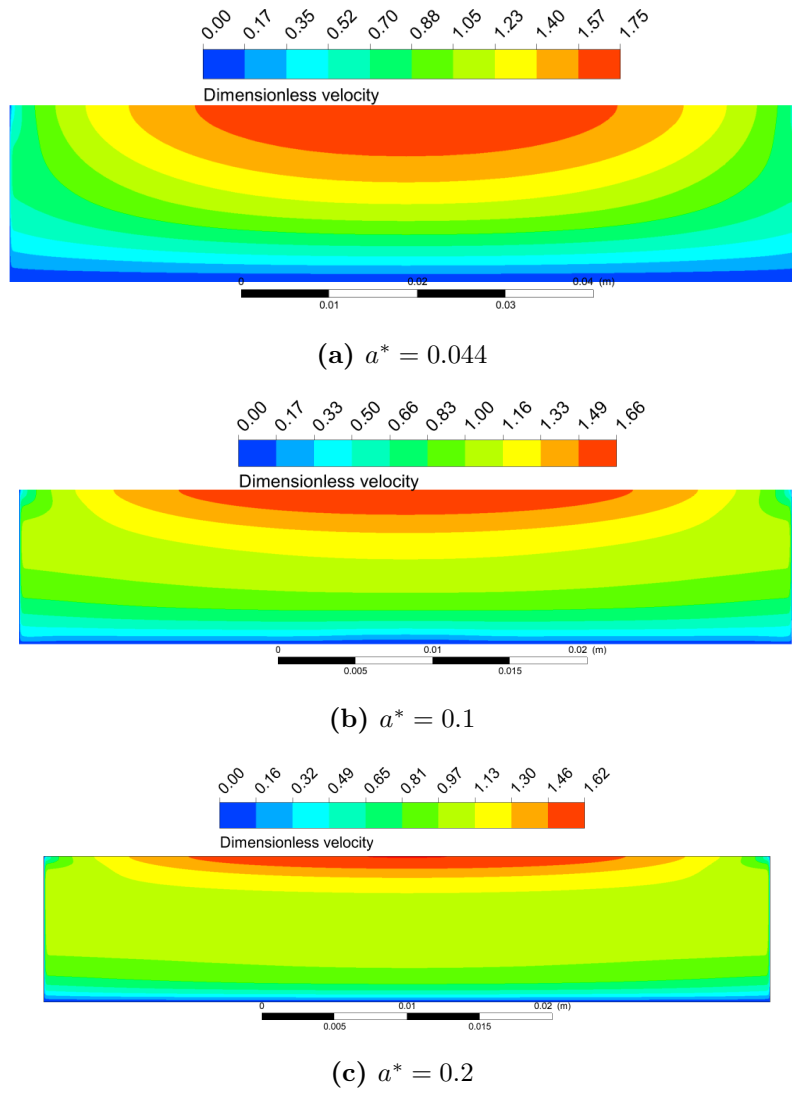 0.00 0.17 0.35 0.52 0.70 0.88 1.05 1.23 1.40 1.57 1.75
Dimensionless velocity
0 0.02 0.04 (m)
0.01 0.03
(a) a* = 0.044
0.00 0.17 0.33 0.50 0.66 0.83 1.00 1.16 1.33 1.49 1.66
Dimensionless velocity
0 0.01 0.02 (m)
0.005 0.015
(b) a* = 0.1
0.00 0.16 0.32 0.49 0.65 0.81 0.97 1.13 1.30 1.46 1.62
Dimensionless velocity
0 0.01 0.02 (m)
0.005 0.015
(c) a* = 0.2